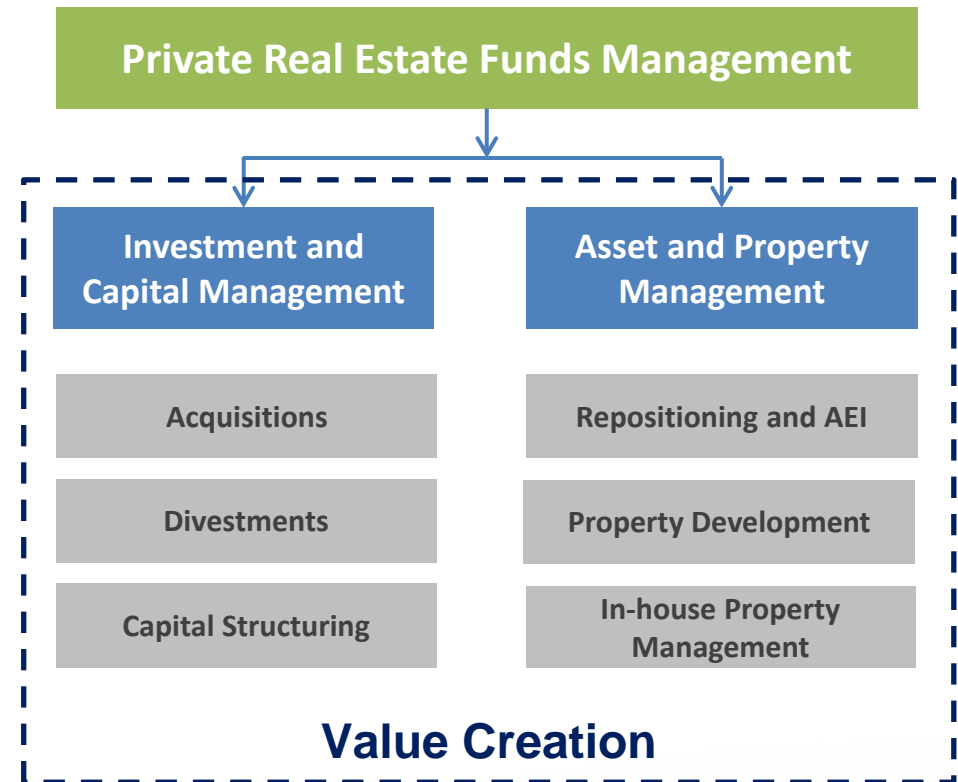 Private Real Estate Funds Management
Investment and
Capital Management
Acquisitions
Divestments
Capital Structuring
Asset and Property
Management
Repositioning and AEI
Property Development
In-house Property
Management
Value Creation